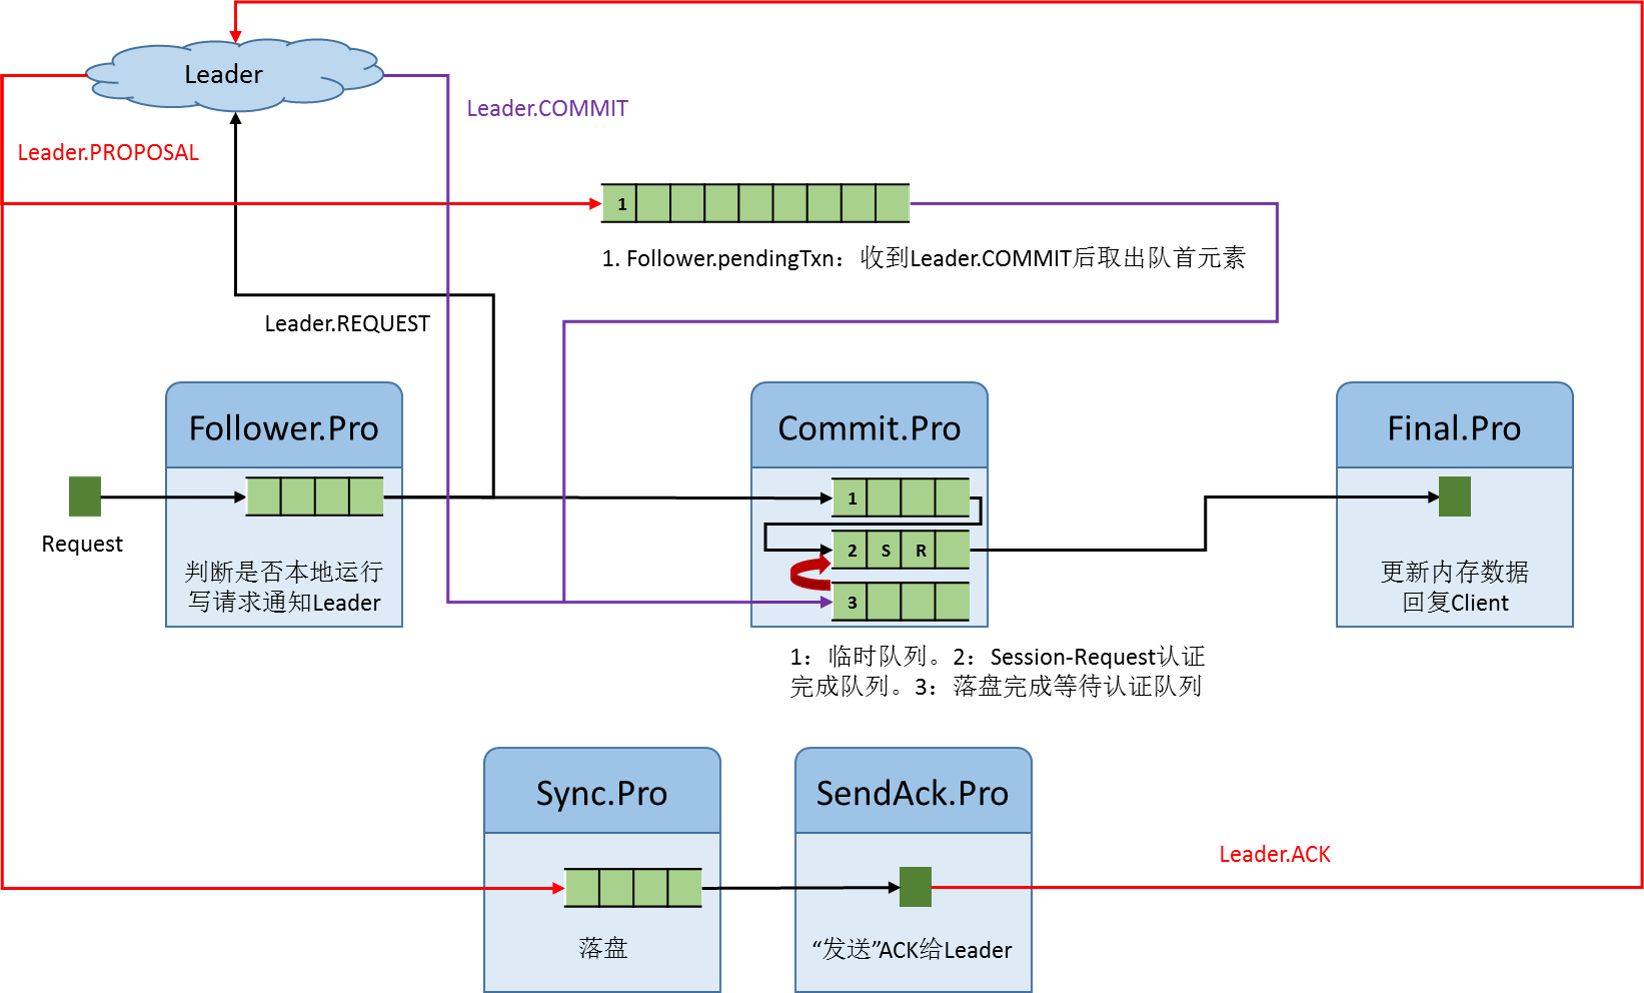 Leader
Leader.COMMIT
Leader.PROPOSAL
1
1. Follower.pendingTxn：收到Leader.COMMIT后取出队首元素
Leader.REQUEST
Follower.Pro
Commit.Pro
Final.Pro
Request
判断是否本地运行
写请求通知Leader
1
2 S R
3
更新内存数据
回复Client
1：临时队列。2：Session-Request认证
完成队列。3：落盘完成等待认证队列
Sync.Pro
SendAck.Pro
Leader.ACK
落盘
“发送”ACK给Leader